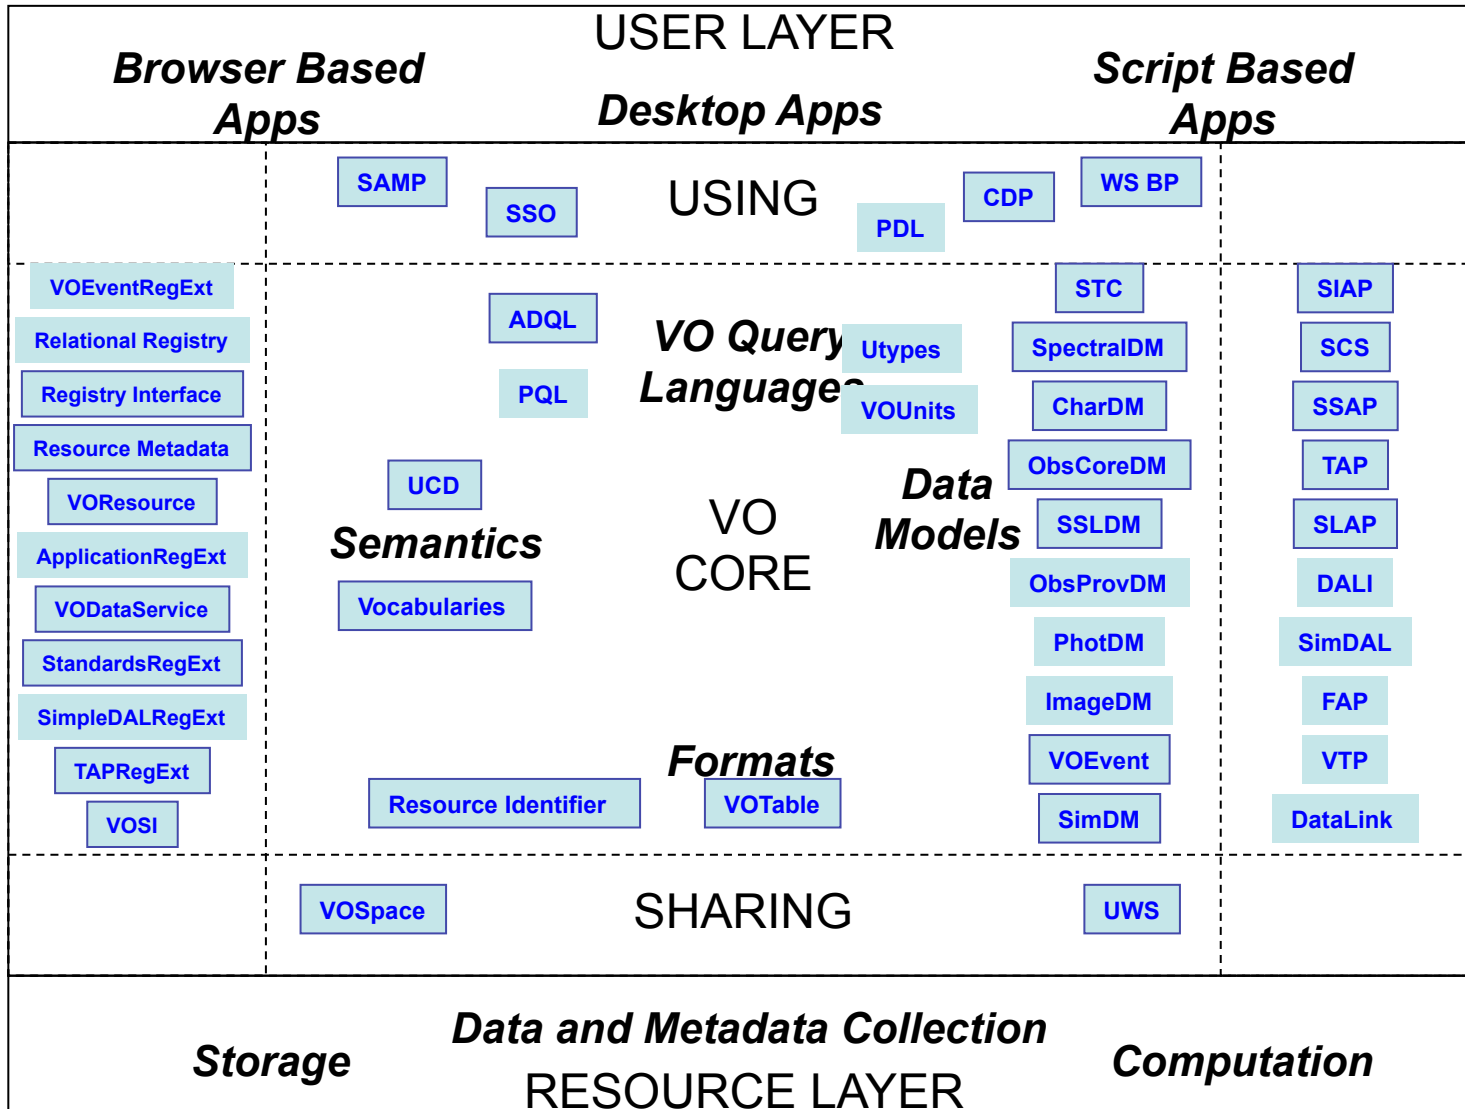 USER LAYER
Browser Based
Apps
Desktop Apps
Script Based
Apps
SAMP
SSO
USING
PDL
CDP
WS BP
VOEventRegExt
Relational Registry
Registry Interface
Resource Metadata
VOResource
ApplicationRegExt
VODataService
StandardsRegExt
SimpleDALRegExt
TAPRegExt
VOSI
ADQL
PQL
VO Query
Languages
Utypes
VOUnits
UCD
Semantics
Vocabularies
VO
CORE
Data
Models
Formats
Resource Identifier
VOTable
STC
SpectralDM
CharDM
ObsCoreDM
SSLDM
ObsProvDM
PhotDM
ImageDM
VOEvent
SimDM
SIAP
SCS
SSAP
TAP
SLAP
DALI
SimDAL
FAP
VTP
DataLink
VOSpace
SHARING
UWS
Storage
Data and Metadata Collection
Computation
RESOURCE LAYER